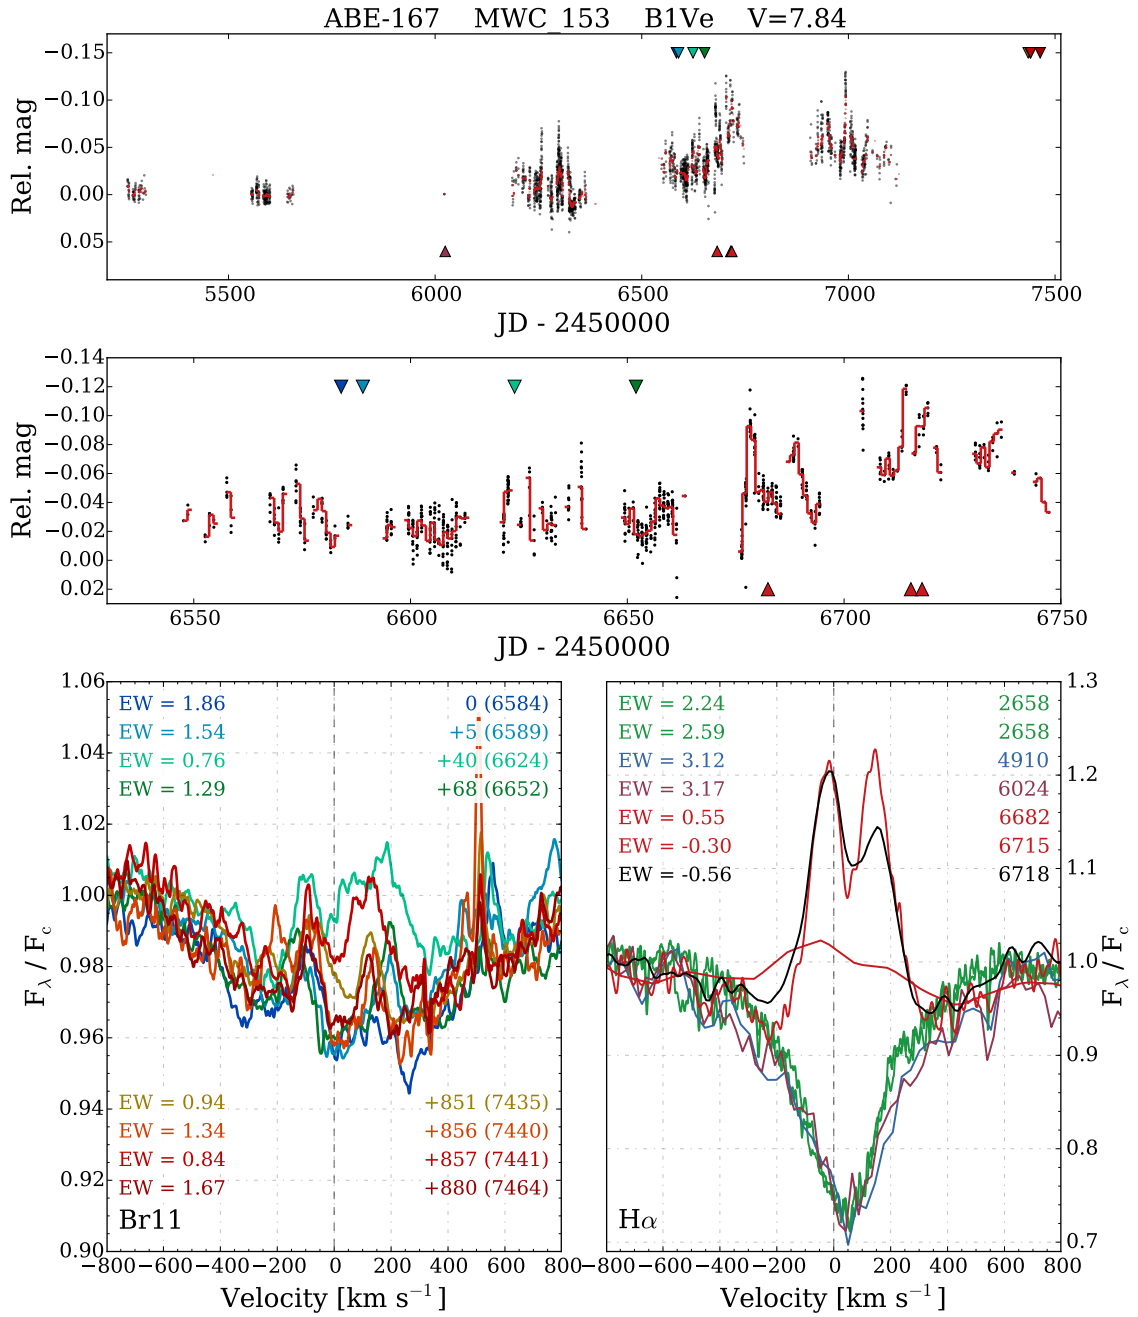 ABE-167 MWC_153 B1Ve V=7.84
−0.15
−0.10
−0.05
0.00
0.05
Rel. mag
5500 6000 6500 7000 7500
JD - 2450000
−0.14
−0.12
−0.10
−0.08
−0.06
−0.04
−0.02
0.00
0.02
Rel. mag
6550 6600 6650 6700 6750
JD - 2450000
1.06
1.04
1.02
1.00
0.98
0.96
0.94
0.92
0.90
F_λ / F_c
EW = 1.86 0 (6584)
EW = 1.54 +5 (6589)
EW = 0.76 +40 (6624)
EW = 1.29 +68 (6652)
EW = 0.94 +851 (7435)
EW = 1.34 +856 (7440)
EW = 0.84 +857 (7441)
EW = 1.67 +880 (7464)
Br11
−800 −600 −400 −200 0 200 400 600 800
Velocity [km s⁻¹]
EW = 2.24 2658
EW = 2.59 2658
EW = 3.12 4910
EW = 3.17 6024
EW = 0.55 6682
EW = -0.30 6715
EW = -0.56 6718
Hα
1.3
1.2
1.1
1.0
0.9
0.8
0.7
F_λ / F_c
−800 −600 −400 −200 0 200 400 600 800
Velocity [km s⁻¹]